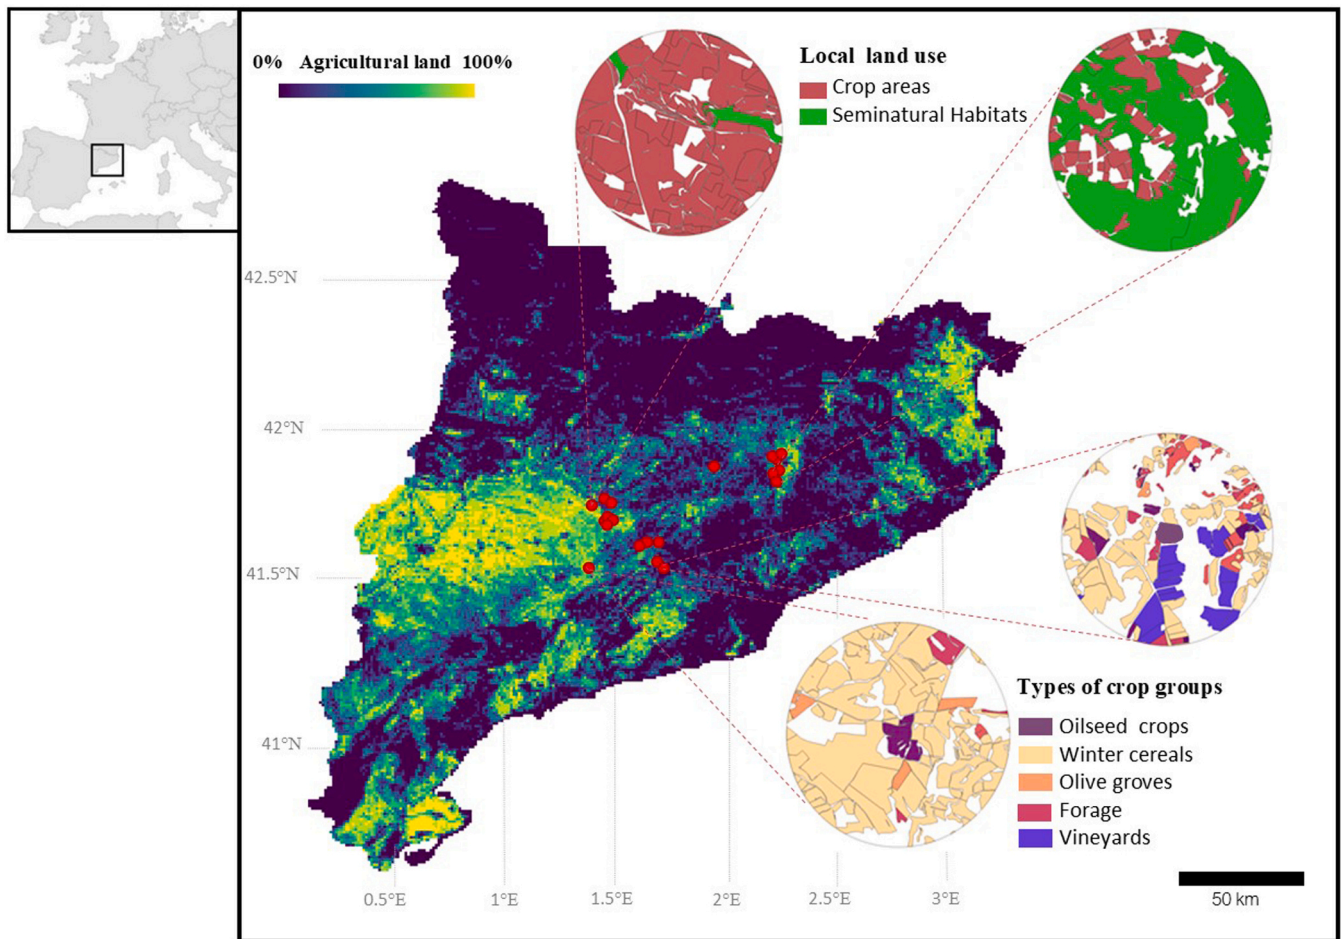 0% Agricultural land 100%
Local land use
Crop areas
Seminatural Habitats
42.5°N
42°N
41.5°N
41°N
Types of crop groups
Oilseed crops
Winter cereals
Olive groves
Forage
Vineyards
0.5°E 1°E 1.5°E 2°E 2.5°E 3°E
50 km